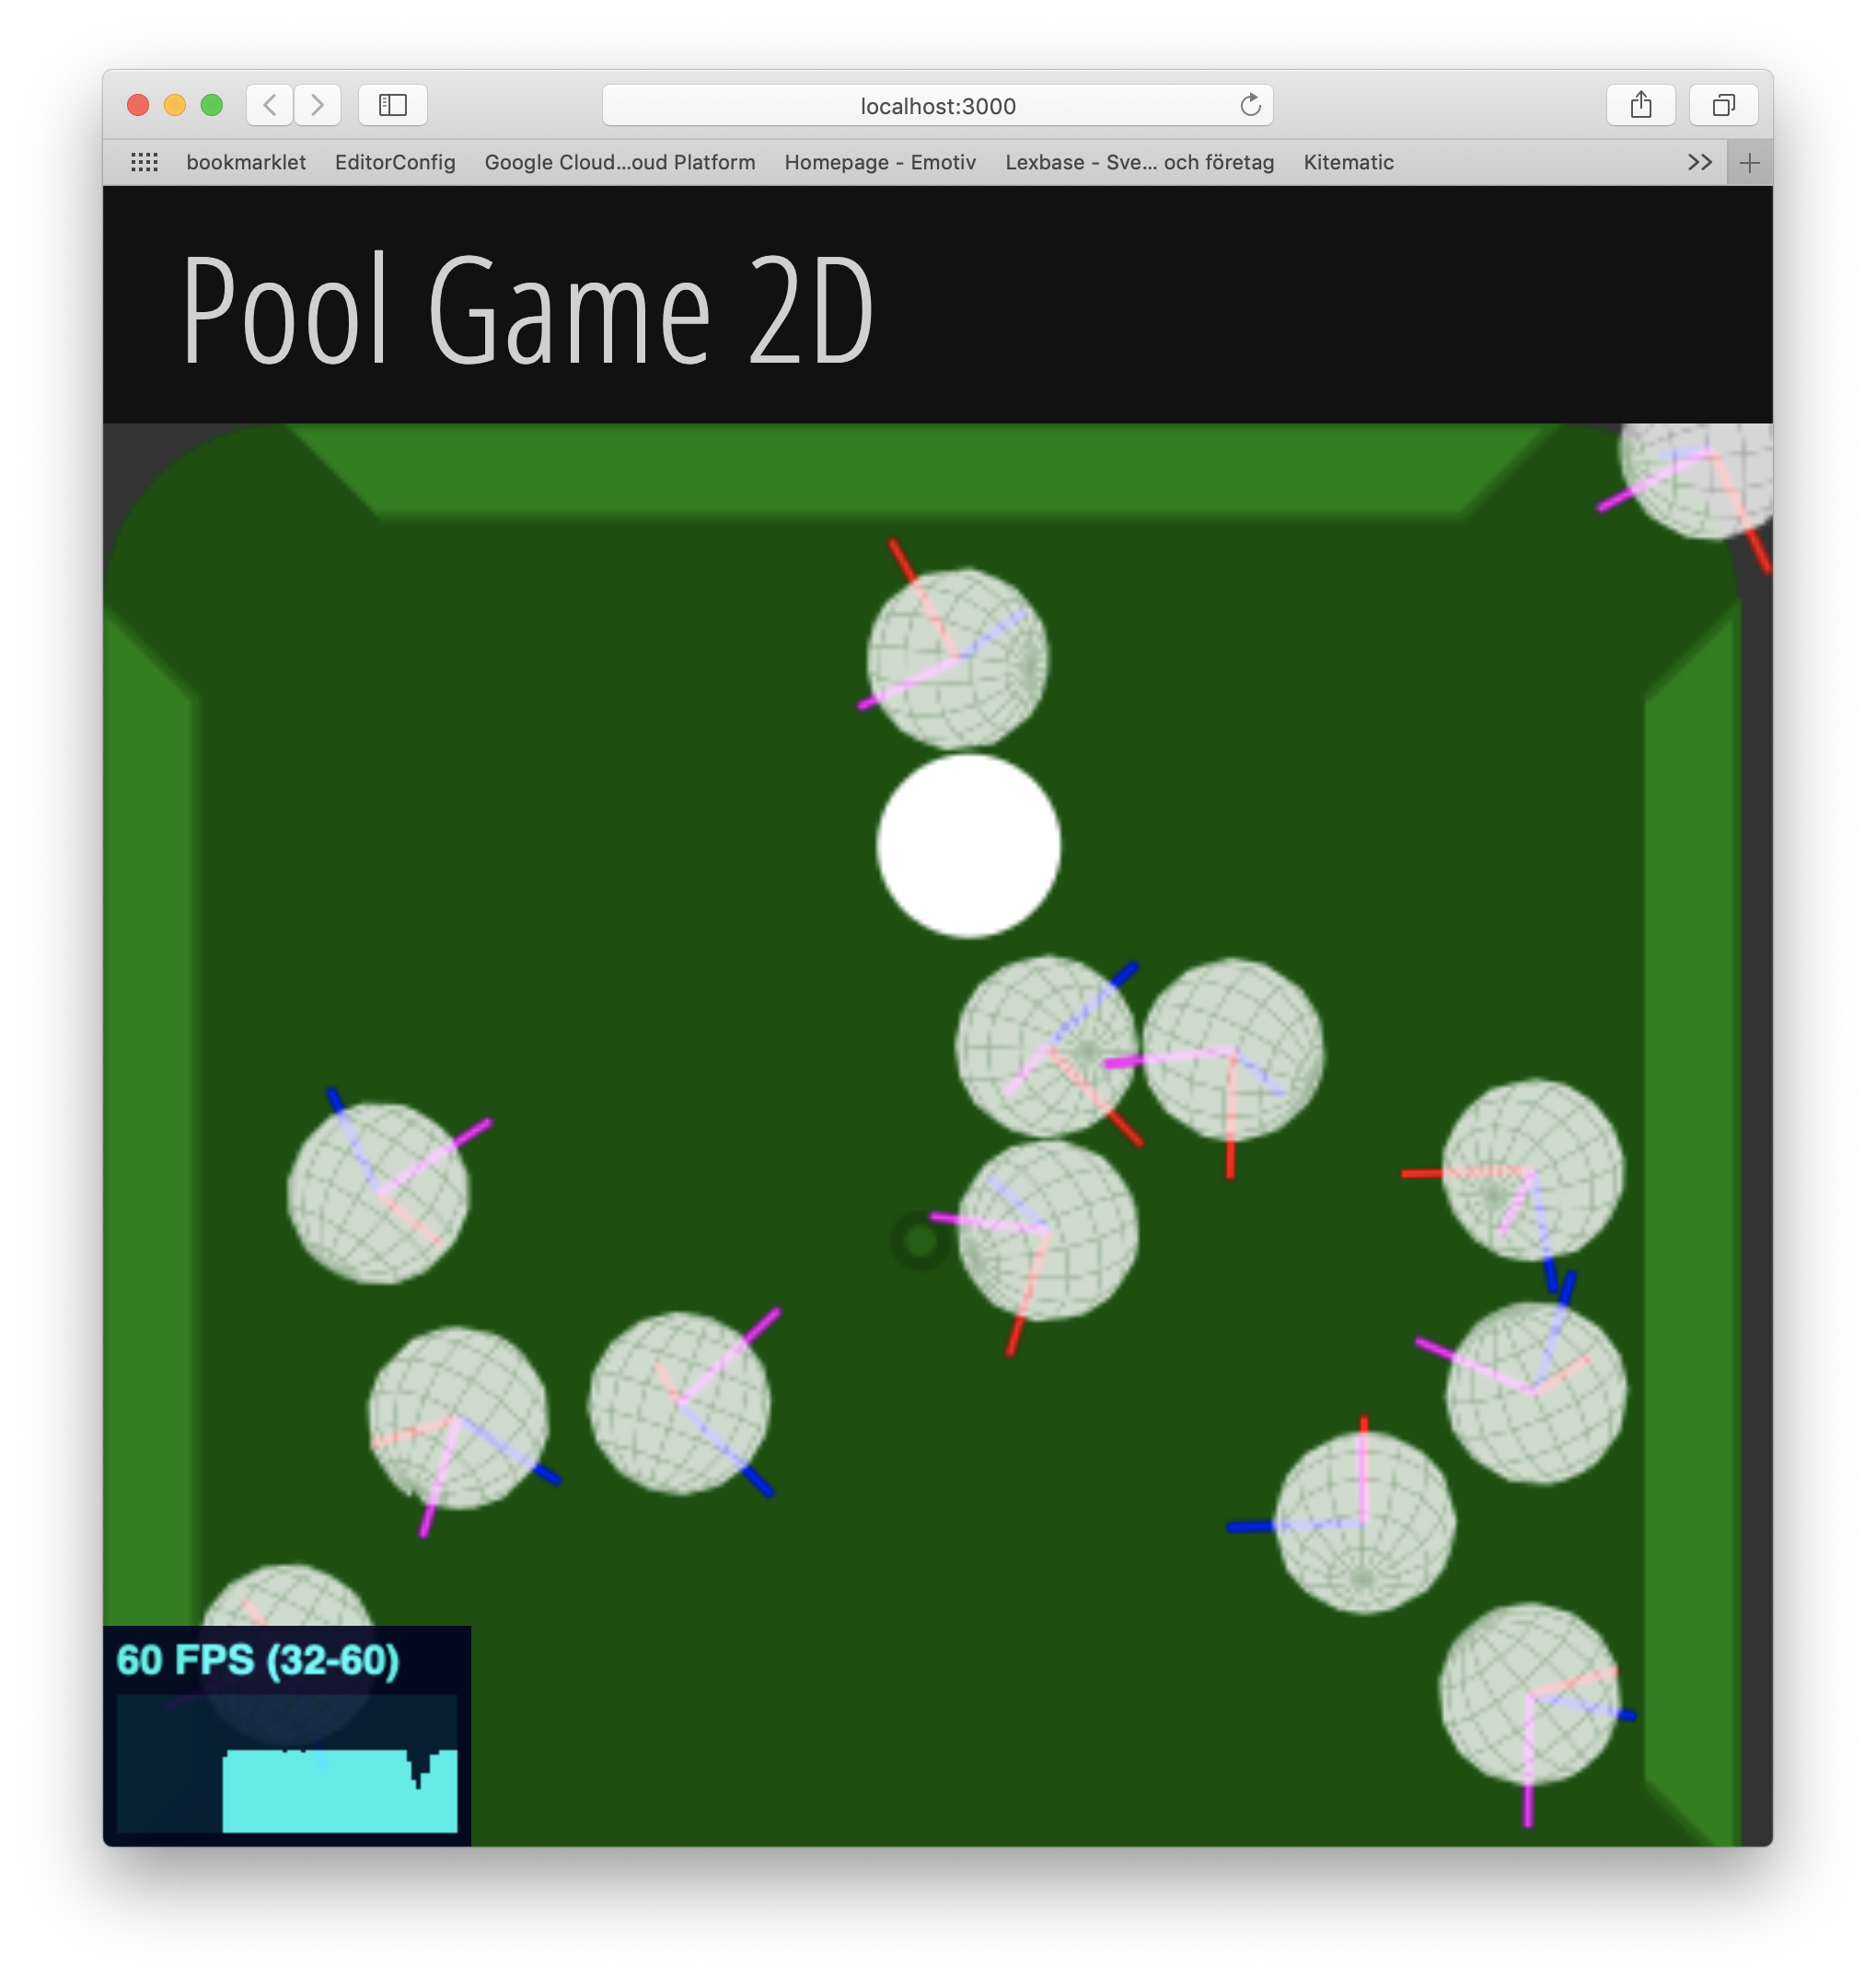 localhost:3000
bookmarklet EditorConfig Google Cloud...oud Platform Homepage - Emotiv Lexbase - Sve... och företag Kitematic
Pool Game 2D
60 FPS (32-60)